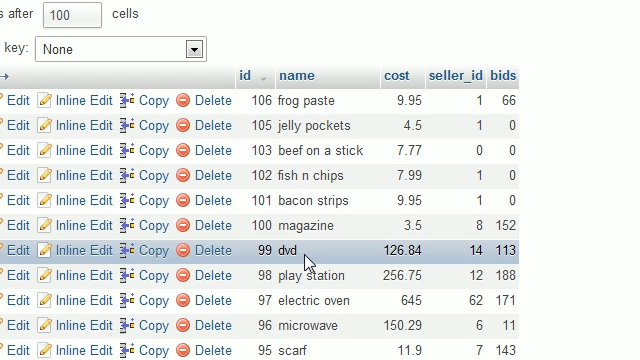 s after 100 cells
key: None
id name cost seller_id bids
Edit Inline Edit Copy Delete 106 frog paste 9.95 1 66
Edit Inline Edit Copy Delete 105 jelly pockets 4.5 1 0
Edit Inline Edit Copy Delete 103 beef on a stick 7.77 0 0
Edit Inline Edit Copy Delete 102 fish n chips 7.99 1 0
Edit Inline Edit Copy Delete 101 bacon strips 9.95 1 0
Edit Inline Edit Copy Delete 100 magazine 3.5 8 152
Edit Inline Edit Copy Delete 99 dvd 126.84 14 113
Edit Inline Edit Copy Delete 98 play station 256.75 12 188
Edit Inline Edit Copy Delete 97 electric oven 645 62 171
Edit Inline Edit Copy Delete 96 microwave 150.29 6 11
Edit Inline Edit Copy Delete 95 scarf 11.9 7 143